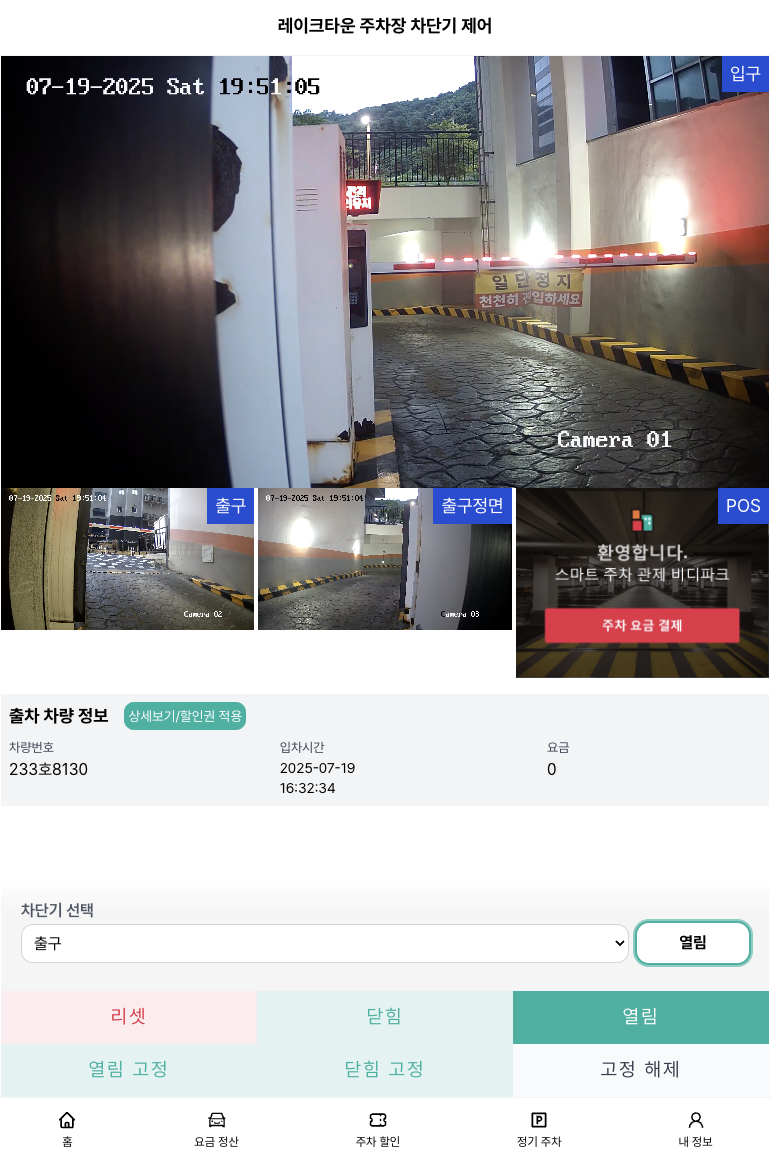 레이크타운 주차장 차단기 제어
07-19-2025 Sat 19:51:05
입구
일단정지
천천히 진입하세요
Camera 01
07-19-2025 Sat 19:51:04
출구
Camera 02
07-19-2025 Sat 19:51:04
출구정면
Camera 03
POS
환영합니다.
스마트 주차 관제 비디파크
주차 요금 결제
출차 차량 정보
상세보기/할인권 적용
차량번호
입차시간
요금
233호8130
2025-07-19
16:32:34
0
차단기 선택
출구
열림
리셋
닫힘
열림
열림 고정
닫힘 고정
고정 해제
홈
요금 정산
주차 할인
정기 주차
내 정보